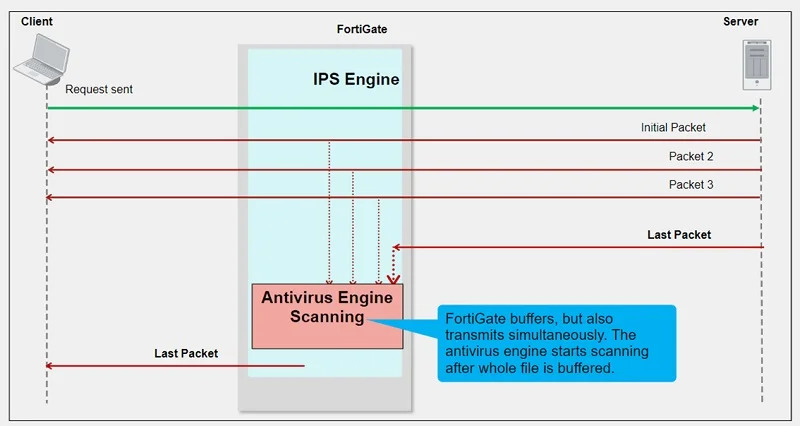 Client
FortiGate
Server
IPS Engine
Request sent
Initial Packet
Packet 2
Packet 3
Last Packet
Antivirus Engine
Scanning
FortiGate buffers, but also
transmits simultaneously. The
antivirus engine starts scanning
after whole file is buffered.
Last Packet